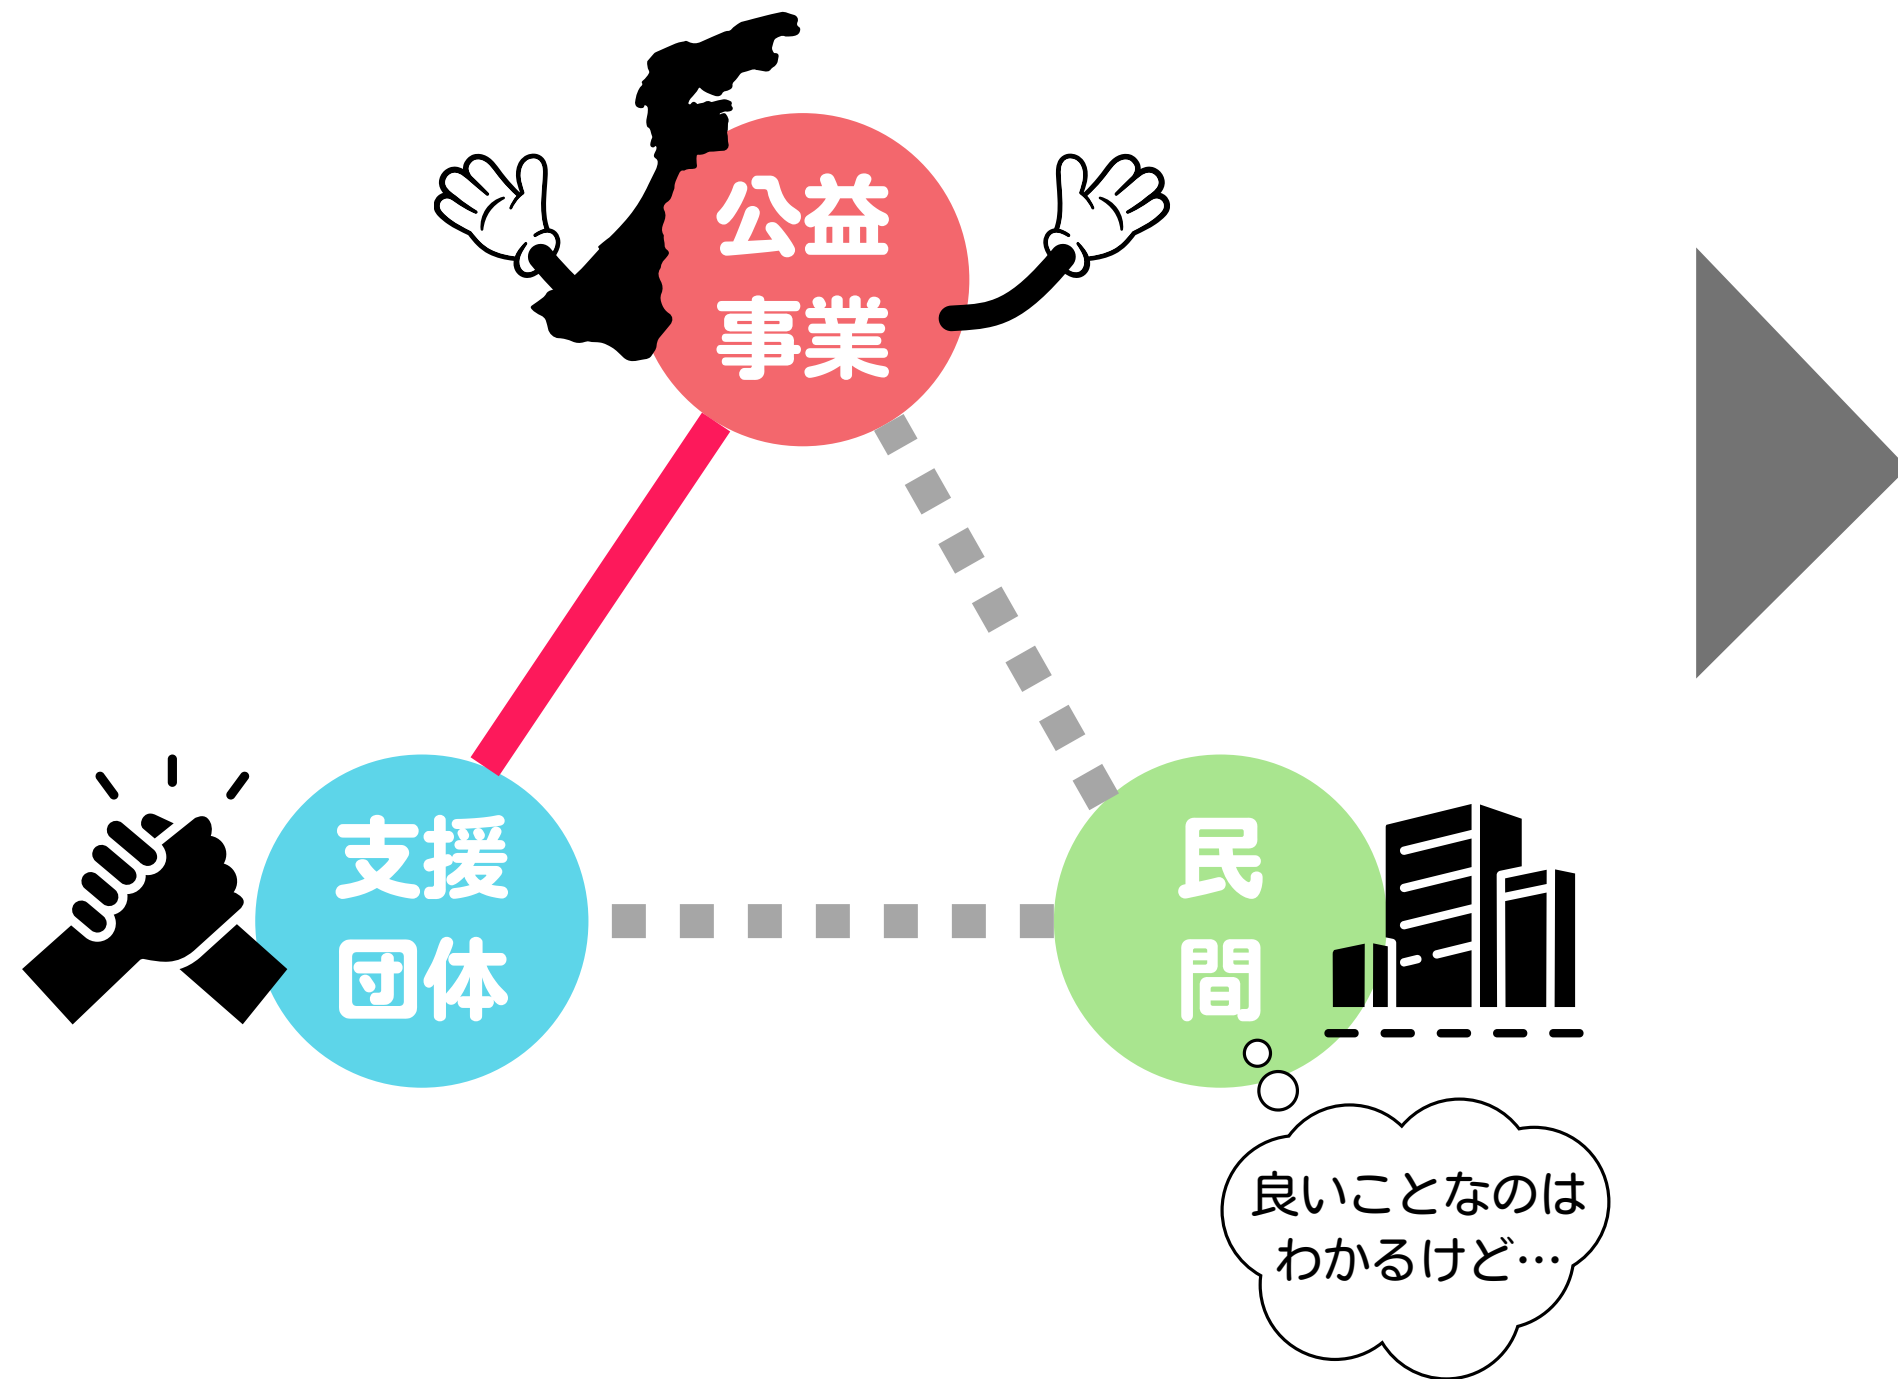 公益
事業
支援
団体
民
間
良いことなのは
わかるけど…